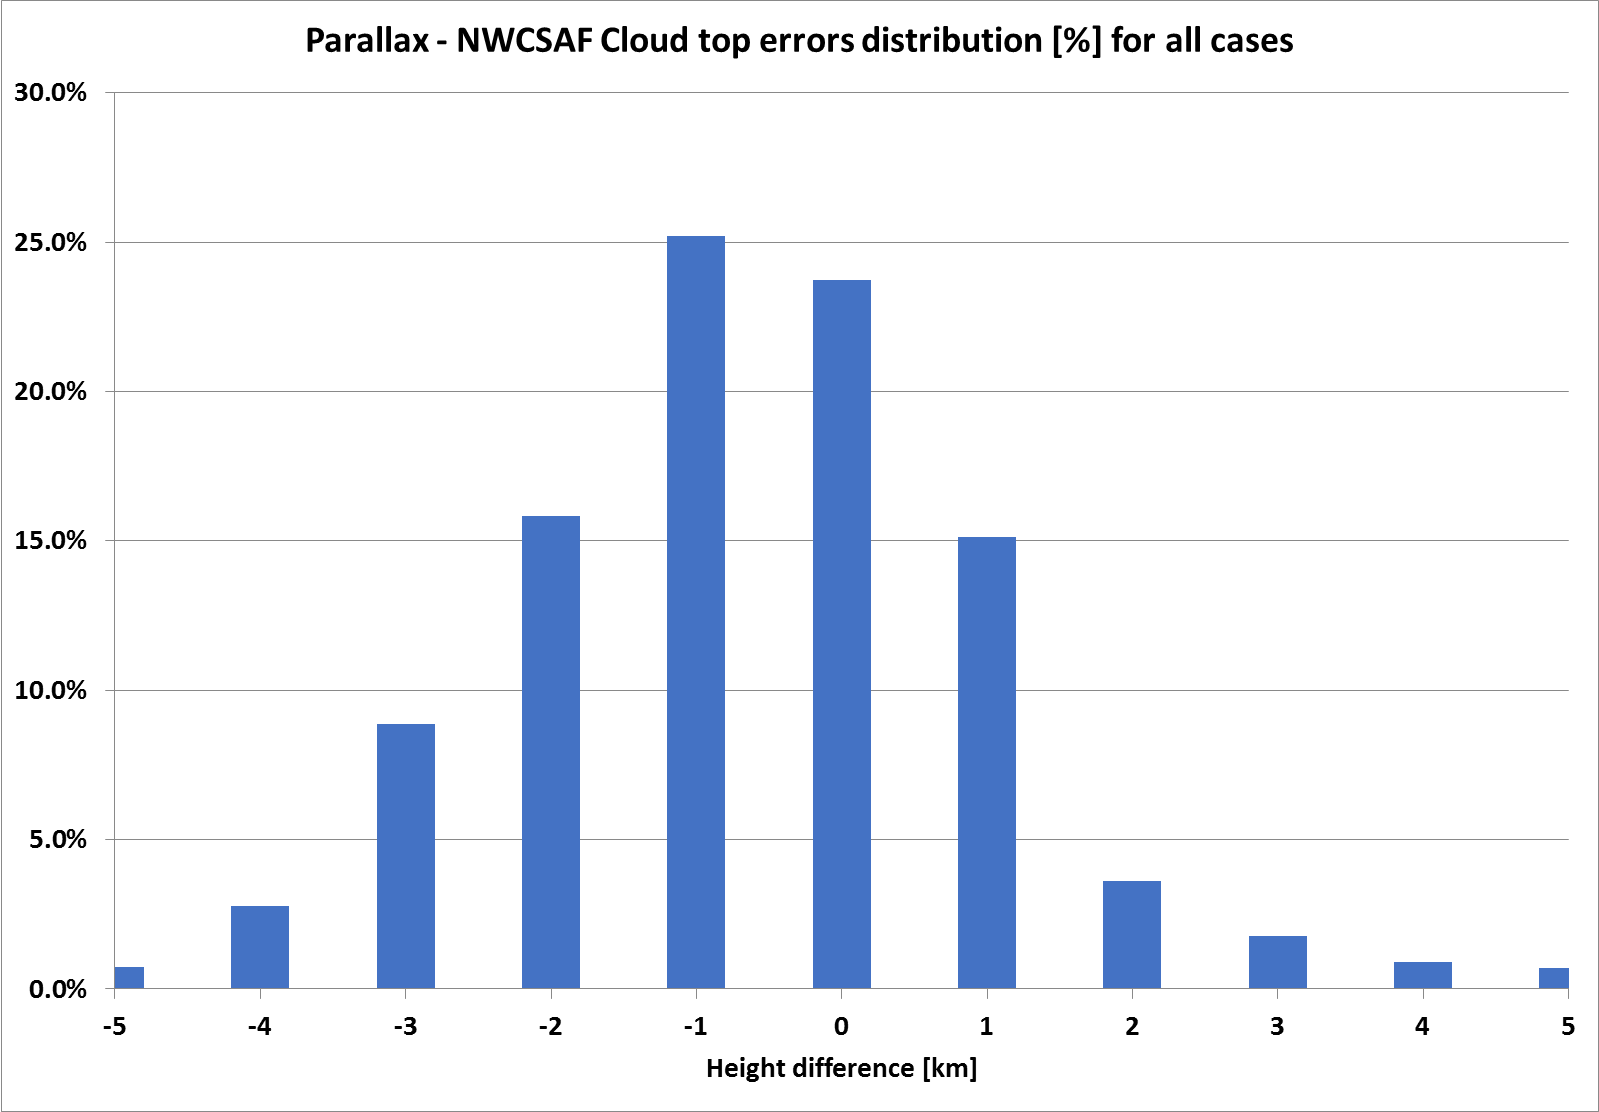 Parallax - NWCSAF Cloud top errors distribution [%] for all cases
30.0%
25.0%
20.0%
15.0%
10.0%
5.0%
0.0%
-5 -4 -3 -2 -1 0 1 2 3 4 5
Height difference [km]